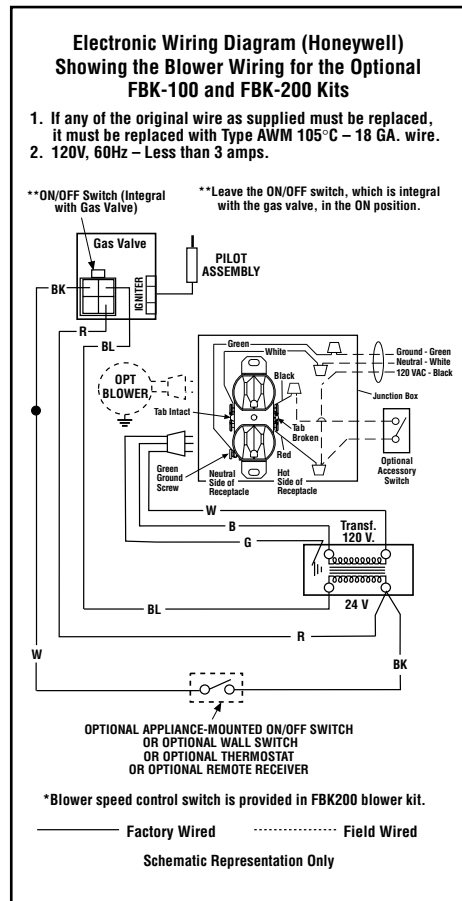 Electronic Wiring Diagram (Honeywell)
Showing the Blower Wiring for the Optional
FBK-100 and FBK-200 Kits
1. If any of the original wire as supplied must be replaced,
it must be replaced with Type AWM 105°C – 18 GA. wire.
2. 120V, 60Hz – Less than 3 amps.
**ON/OFF Switch (Integral
with Gas Valve)
**Leave the ON/OFF switch, which is integral
with the gas valve, in the ON position.
Gas Valve
IGNITER
PILOT
ASSEMBLY
BK
R
BL
Green
White
Black
Ground - Green
Neutral - White
120 VAC - Black
Junction Box
OPT
BLOWER
Tab Intact
Tab
Broken
Red
Green
Ground
Screw
Neutral
Side of
Receptacle
Hot
Side of
Receptacle
Optional
Accessory
Switch
W
B
G
Transf.
120 V.
24 V
BL
R
W
BK
OPTIONAL APPLIANCE-MOUNTED ON/OFF SWITCH
OR OPTIONAL WALL SWITCH
OR OPTIONAL THERMOSTAT
OR OPTIONAL REMOTE RECEIVER
*Blower speed control switch is provided in FBK200 blower kit.
Factory Wired
Field Wired
Schematic Representation Only